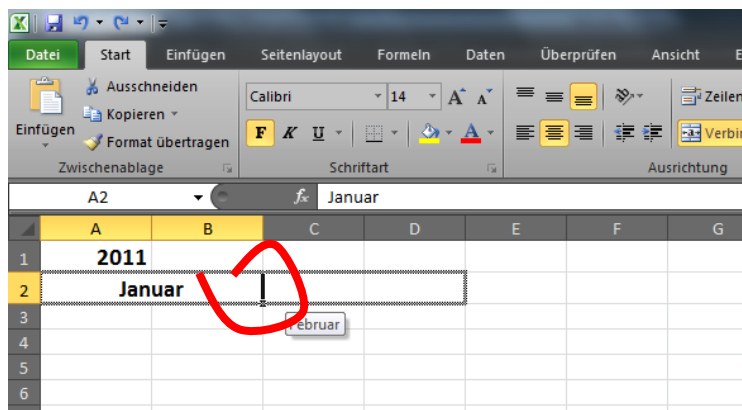 Datei Start Einfügen Seitenlayout Formeln Daten Überprüfen Ansicht E
Einfügen
Ausschneiden
Kopieren
Format übertragen
Zwischenablage
Calibri 14 A A
F K U A
Schriftart
Zeilen
Verbin
Ausrichtung
A2 fx Januar
A B C D E F G
1 2011
2 Januar
3
Februar
4
5
6